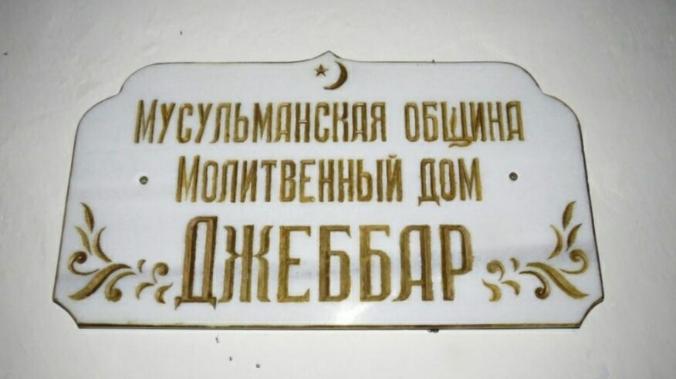 Мусульманская община
Молитвенный дом
Джеббар